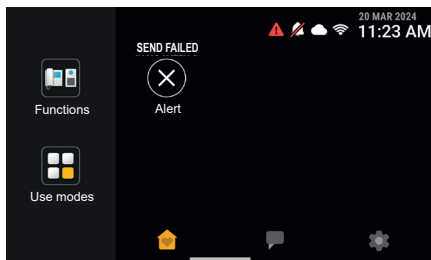 20 MAR 2024
11:23 AM
SEND FAILED
Alert
Functions
Use modes